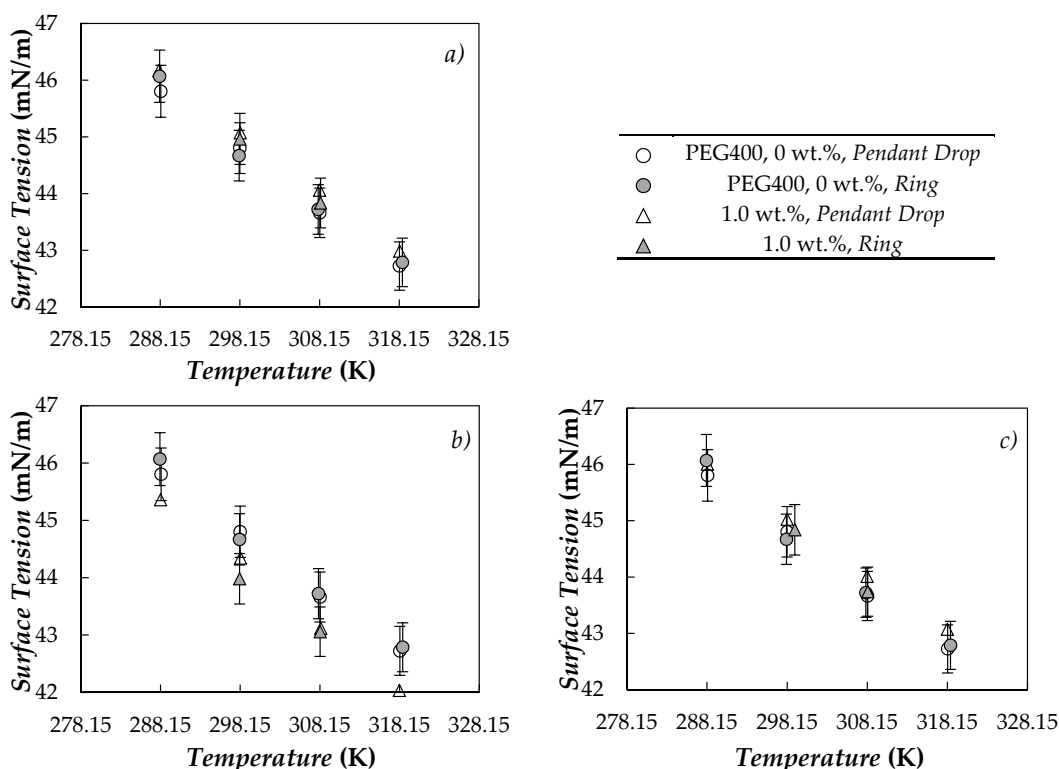 47
46
45
44
43
42
278.15 288.15 298.15 308.15 318.15 328.15
Surface Tension (mN/m)
Temperature (K)
a)
PEG400, 0 wt.%, Pendant Drop
PEG400, 0 wt.%, Ring
1.0 wt.%, Pendant Drop
1.0 wt.%, Ring
47
46
45
44
43
42
278.15 288.15 298.15 308.15 318.15 328.15
Surface Tension (mN/m)
Temperature (K)
b)
47
46
45
44
43
42
278.15 288.15 298.15 308.15 318.15 328.15
Surface Tension (mN/m)
Temperature (K)
c)